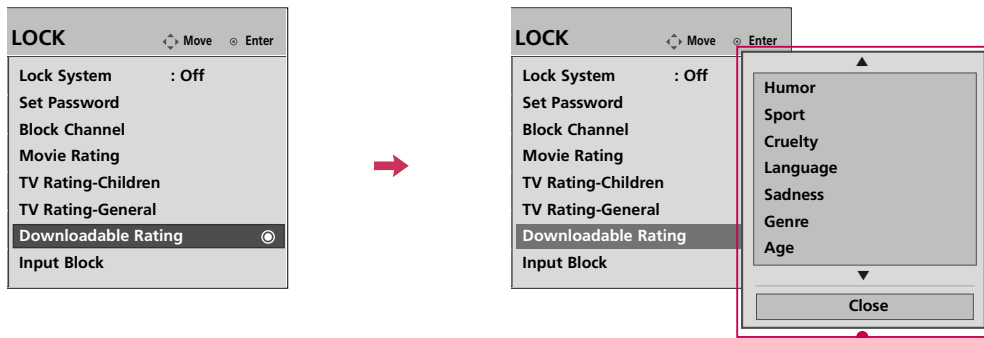 LOCK Move Enter
Lock System : Off
Set Password
Block Channel
Movie Rating
TV Rating-Children
TV Rating-General
Downloadable Rating
Input Block
LOCK Move Enter
Lock System : Off
Set Password
Block Channel
Movie Rating
TV Rating-Children
TV Rating-General
Downloadable Rating
Input Block
Humor
Sport
Cruelty
Language
Sadness
Genre
Age
Close